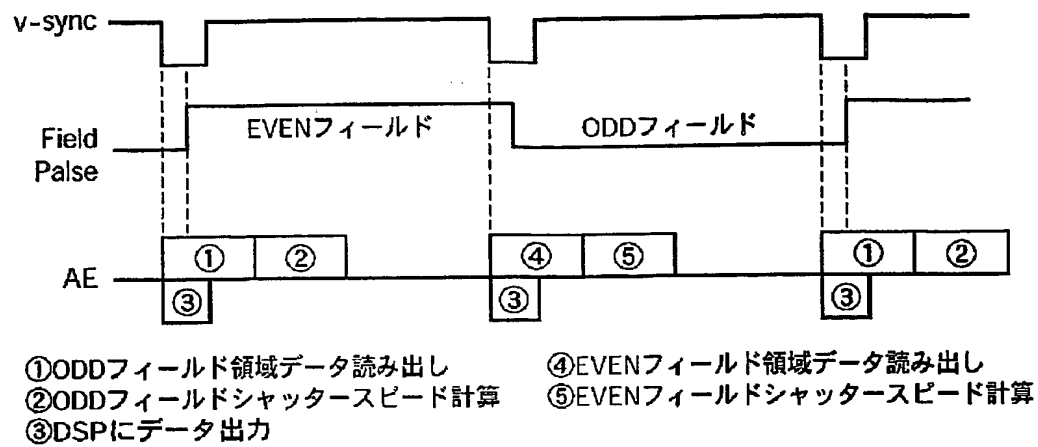 v-sync
EVENフィールド
ODDフィールド
Field
Palse
① ② ④ ⑤ ① ②
AE
③ ③ ③
①ODDフィールド領域データ読み出し
④EVENフィールド領域データ読み出し
②ODDフィールドシャッタースピード計算
⑤EVENフィールドシャッタースピード計算
③DSPにデータ出力